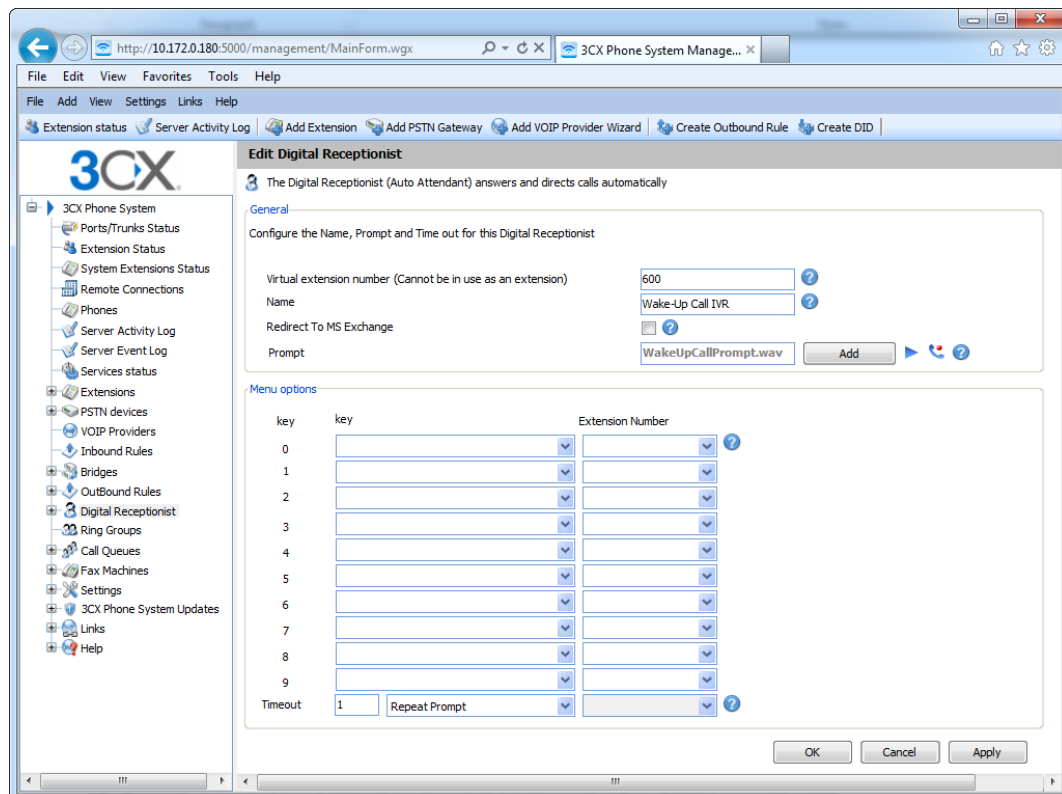 http://10.172.0.180:5000/management/MainForm.wgx
3CX Phone System Manage...
File Edit View Favorites Tools Help
File Add View Settings Links Help
Extension status Server Activity Log Add Extension Add PSTN Gateway Add VOIP Provider Wizard Create Outbound Rule Create DID
3CX
3CX Phone System
Ports/Trunks Status
Extension Status
System Extensions Status
Remote Connections
Phones
Server Activity Log
Server Event Log
Services status
Extensions
PSTN devices
VOIP Providers
Inbound Rules
Bridges
OutBound Rules
Digital Receptionist
Ring Groups
Call Queues
Fax Machines
Settings
3CX Phone System Updates
Links
Help
Edit Digital Receptionist
The Digital Receptionist (Auto Attendant) answers and directs calls automatically
General
Configure the Name, Prompt and Time out for this Digital Receptionist
Virtual extension number (Cannot be in use as an extension) 600
Name Wake-Up Call IVR
Redirect To MS Exchange
Prompt WakeUpCallPrompt.wav Add
Menu options
key key Extension Number
0
1
2
3
4
5
6
7
8
9
Timeout 1 Repeat Prompt
OK Cancel Apply